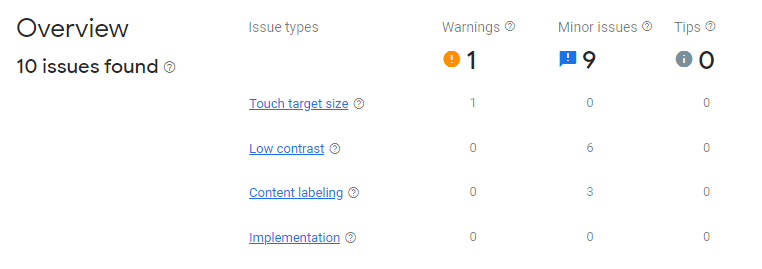 Overview
10 issues found
Issue types Warnings Minor issues Tips
1 9 0
Touch target size 1 0 0
Low contrast 0 6 0
Content labeling 0 3 0
Implementation 0 0 0